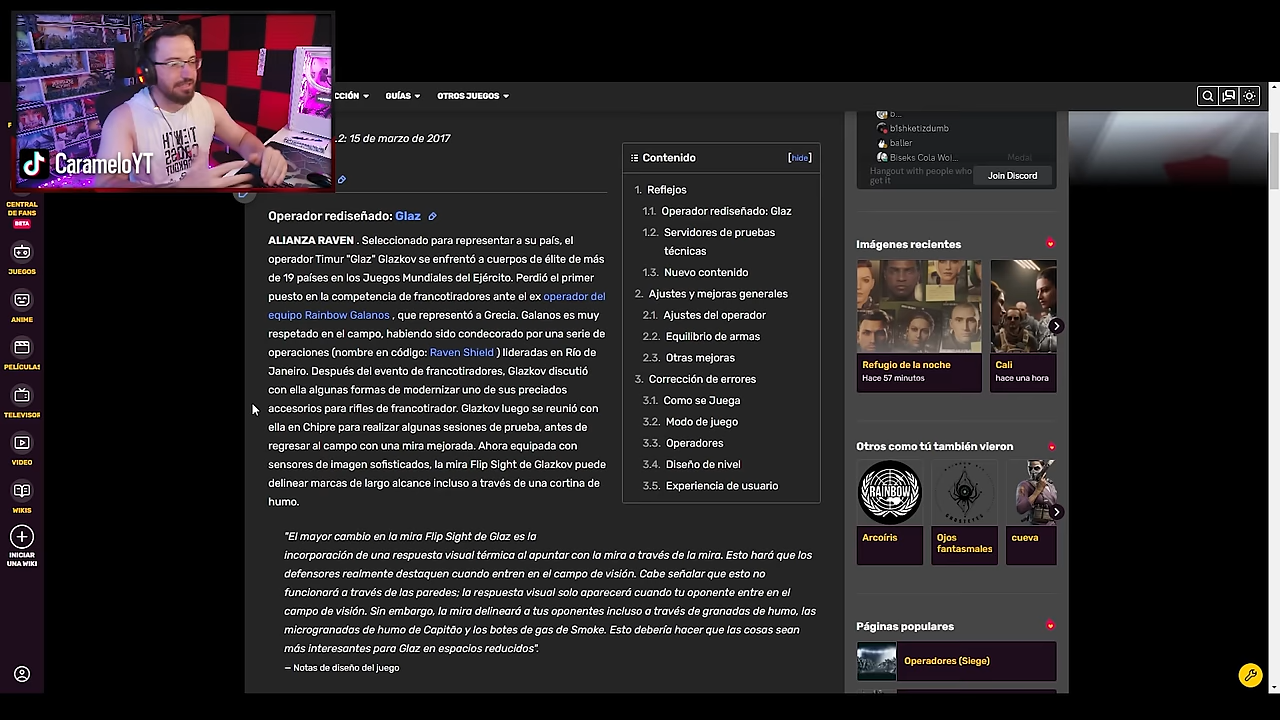 CarameloYT
CCIÓN
GUÍAS
OTROS JUEGOS
.2: 15 de marzo de 2017
CENTRAL
DE FANS
BETA
JUEGOS
ANIME
PELÍCULAS
TELEVISOR
VIDEO
WIKIS
INICIAR
UNA WIKI
Operador rediseñado: Glaz
ALIANZA RAVEN . Seleccionado para representar a su país, el
operador Timur "Glaz" Glazkov se enfrentó a cuerpos de élite de más
de 19 países en los Juegos Mundiales del Ejército. Perdió el primer
puesto en la competencia de francotiradores ante el ex operador del
equipo Rainbow Galanos , que representó a Grecia. Galanos es muy
respetado en el campo, habiendo sido condecorado por una serie de
operaciones (nombre en código: Raven Shield ) lideradas en Río de
Janeiro. Después del evento de francotiradores, Glazkov discutió
con ella algunas formas de modernizar uno de sus preciados
accesorios para rifles de francotirador. Glazkov luego se reunió con
ella en Chipre para realizar algunas sesiones de prueba, antes de
regresar al campo con una mira mejorada. Ahora equipada con
sensores de imagen sofisticados, la mira Flip Sight de Glazkov puede
delinear marcas de largo alcance incluso a través de una cortina de
humo.
Contenido
[hide]
1. Reflejos
1.1. Operador rediseñado: Glaz
1.2. Servidores de pruebas
técnicas
1.3. Nuevo contenido
2. Ajustes y mejoras generales
2.1. Ajustes del operador
2.2. Equilibrio de armas
2.3. Otras mejoras
3. Corrección de errores
3.1. Como se Juega
3.2. Modo de juego
3.3. Operadores
3.4. Diseño de nivel
3.5. Experiencia de usuario
"El mayor cambio en la mira Flip Sight de Glaz es la
incorporación de una respuesta visual térmica al apuntar con la mira a través de la mira. Esto hará que los
defensores realmente destaquen cuando entren en el campo de visión. Cabe señalar que esto no
funcionará a través de las paredes; la respuesta visual solo aparecerá cuando tu oponente entre en el
campo de visión. Sin embargo, la mira delineará a tus oponentes incluso a través de granadas de humo, las
microgranadas de humo de Capitão y los botes de gas de Smoke. Esto debería hacer que las cosas sean
más interesantes para Glaz en espacios reducidos".
— Notas de diseño del juego
b...
b1shketizdumb
baller
Biseks Cola Wol...
Medal
Hangout with people who
get it
Join Discord
Imágenes recientes
Refugio de la noche
Hace 57 minutos
Cali
hace una hora
Otros como tú también vieron
RAINBOW
Arcoíris
Ojos
fantasmales
cueva
Páginas populares
Operadores (Siege)